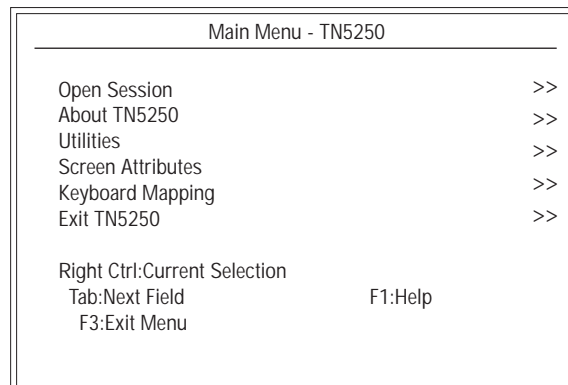 Main Menu - TN5250
Open Session >>
About TN5250 >>
Utilities >>
Screen Attributes >>
Keyboard Mapping >>
Exit TN5250
Right Ctrl:Current Selection
Tab:Next Field F1:Help
F3:Exit Menu